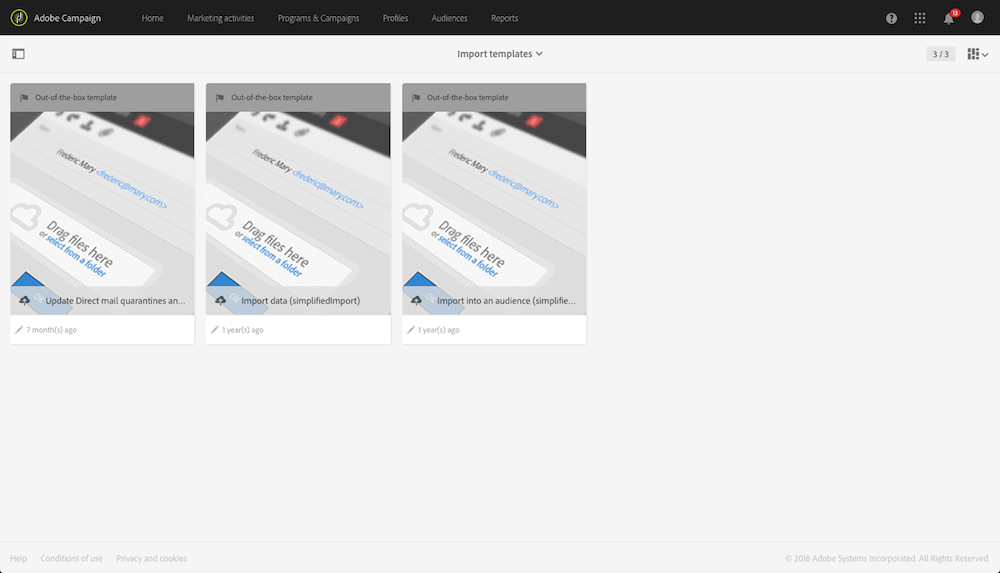 Adobe Campaign Home Marketing activities Programs & Campaigns Profiles Audiences Reports 13
Import templates 3 / 3
Out-of-the-box template Out-of-the-box template Out-of-the-box template
Frederic Mary <frederic@mary.com> Frederic Mary <frederic@mary.com> Frederic Mary <frederic@mary.com>
Drag files here Drag files here Drag files here
or select from a folder or select from a folder or select from a folder
Update Direct mail quarantines an... Import data (simplifiedImport) Import into an audience (simplifie...
7 month(s) ago 1 year(s) ago 1 year(s) ago
Help Conditions of use Privacy and cookies © 2018 Adobe Systems Incorporated. All Rights Reserved.